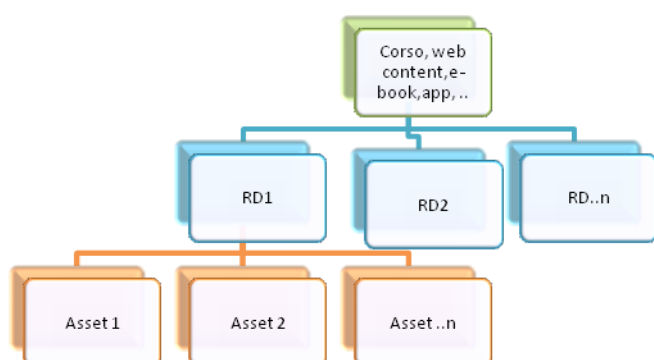 Corso, web
content,e-
book,app,..
RD1
RD2
RD..n
Asset 1
Asset 2
Asset ..n